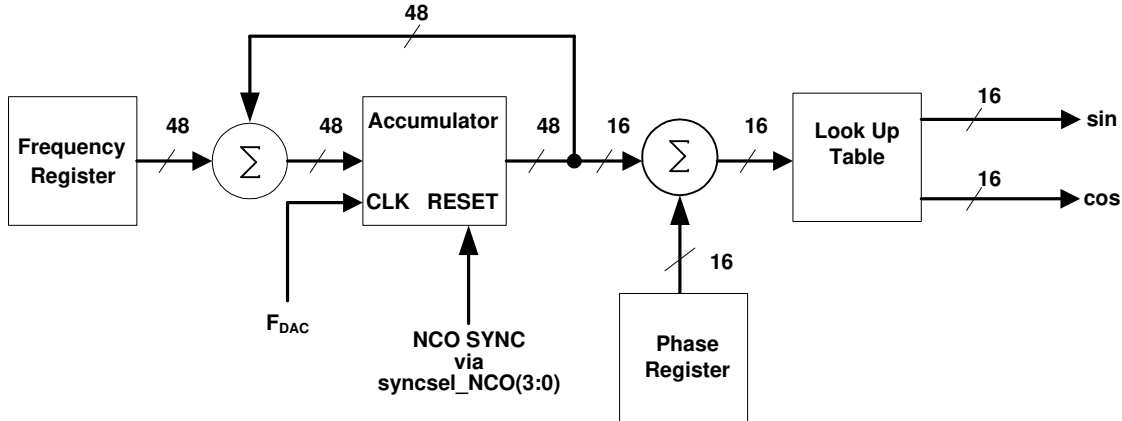 48
Frequency
Register
48
Σ
48
Accumulator
CLK RESET
48
16
Σ
16
Look Up
Table
16
sin
16
cos
F_DAC
NCO SYNC
via
syncsel_NCO(3:0)
16
Phase
Register